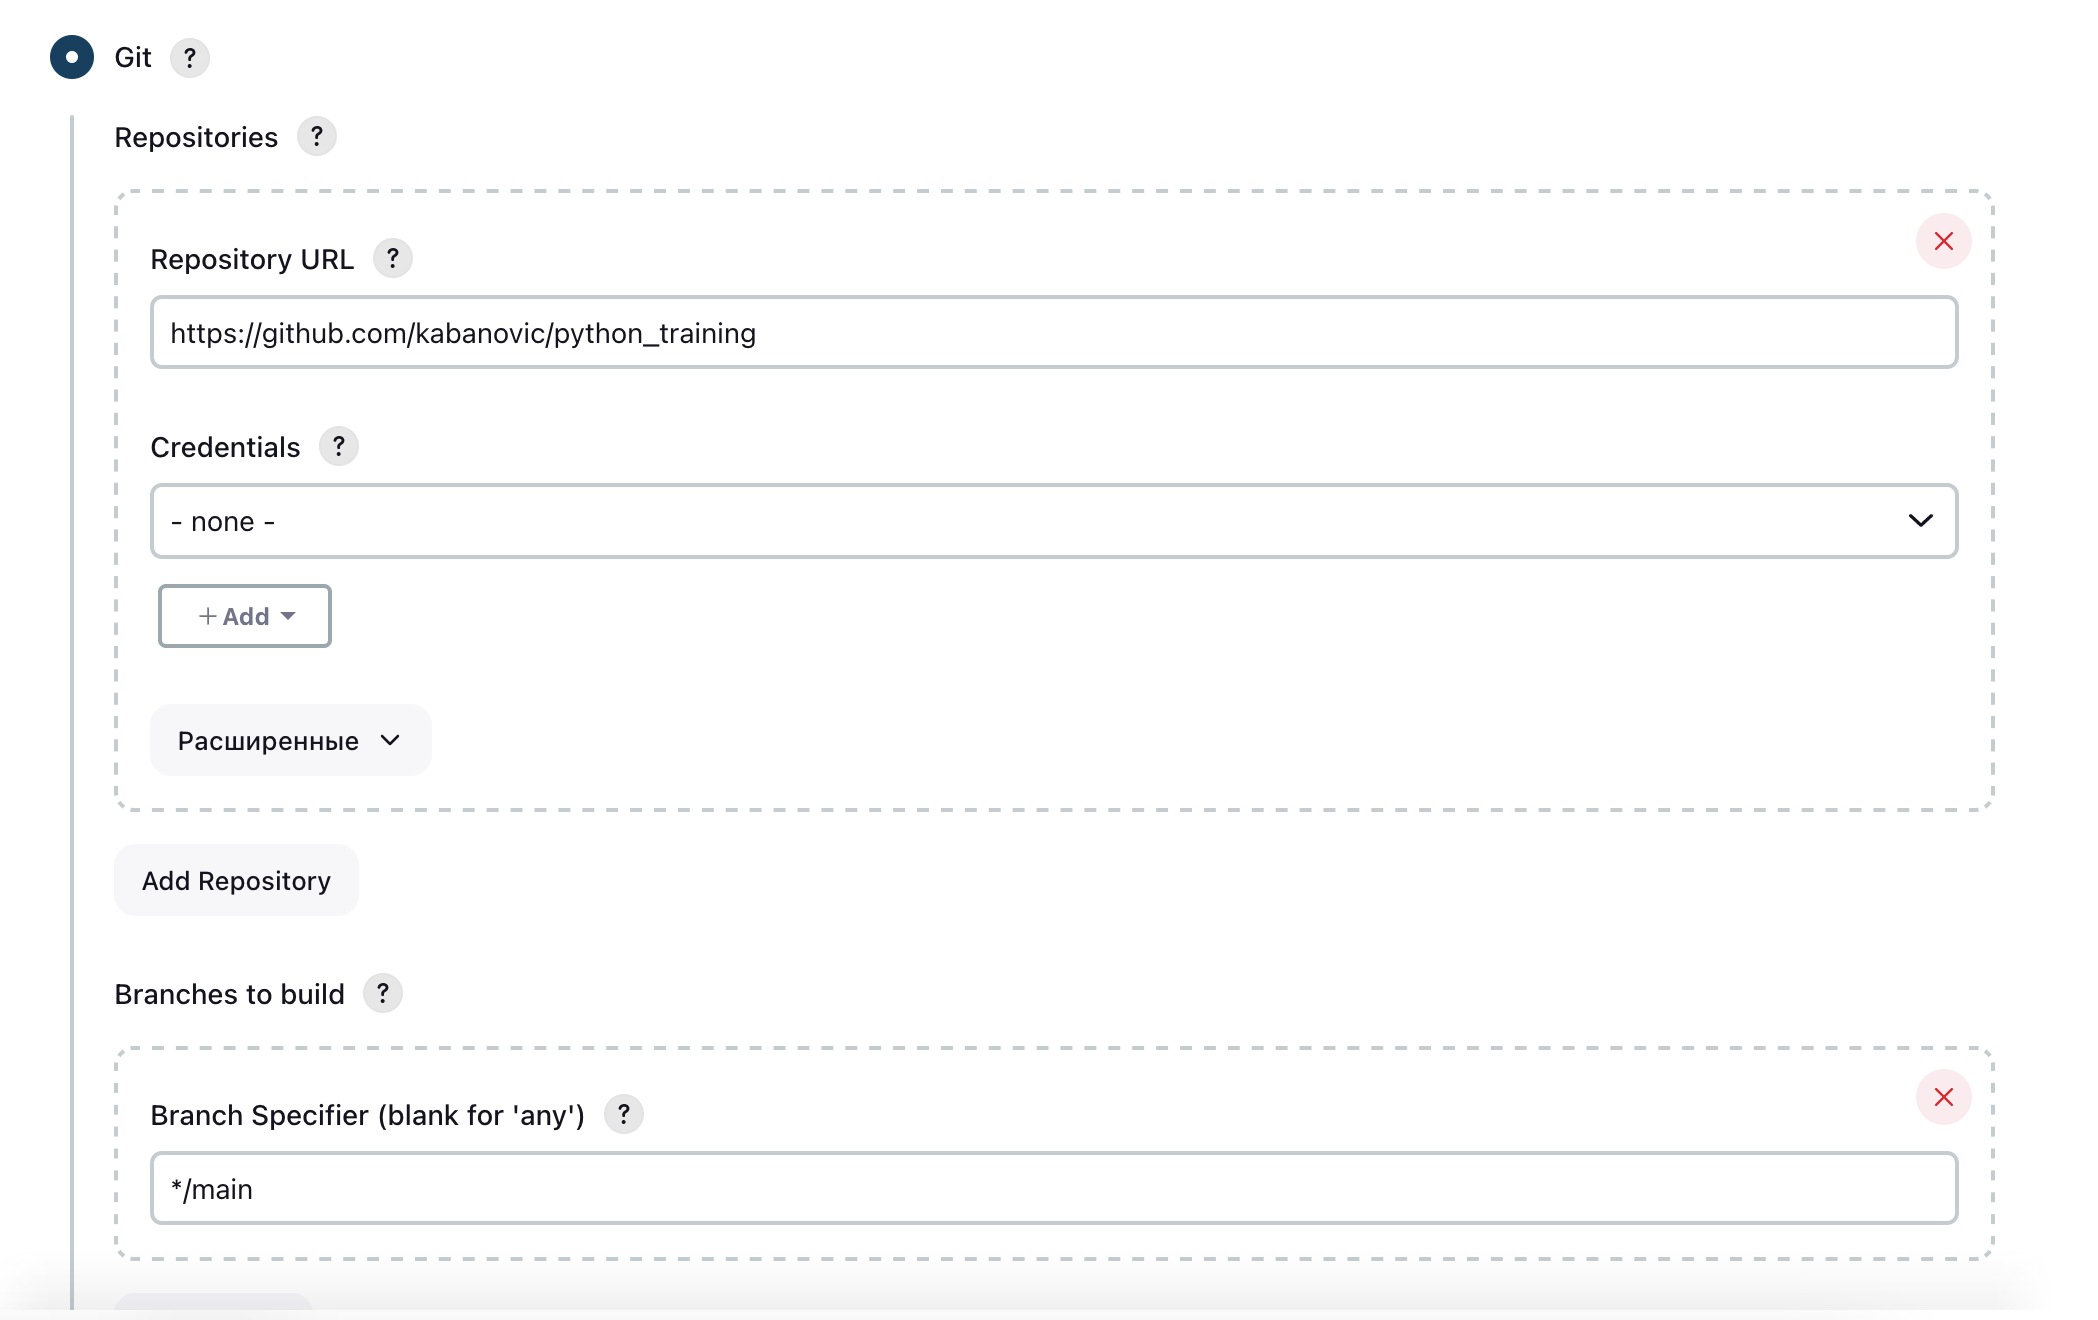 Git ?
Repositories ?
Repository URL ?
https://github.com/kabanovic/python_training
Credentials ?
- none -
+ Add
Расширенные
Add Repository
Branches to build ?
Branch Specifier (blank for 'any') ?
*/main